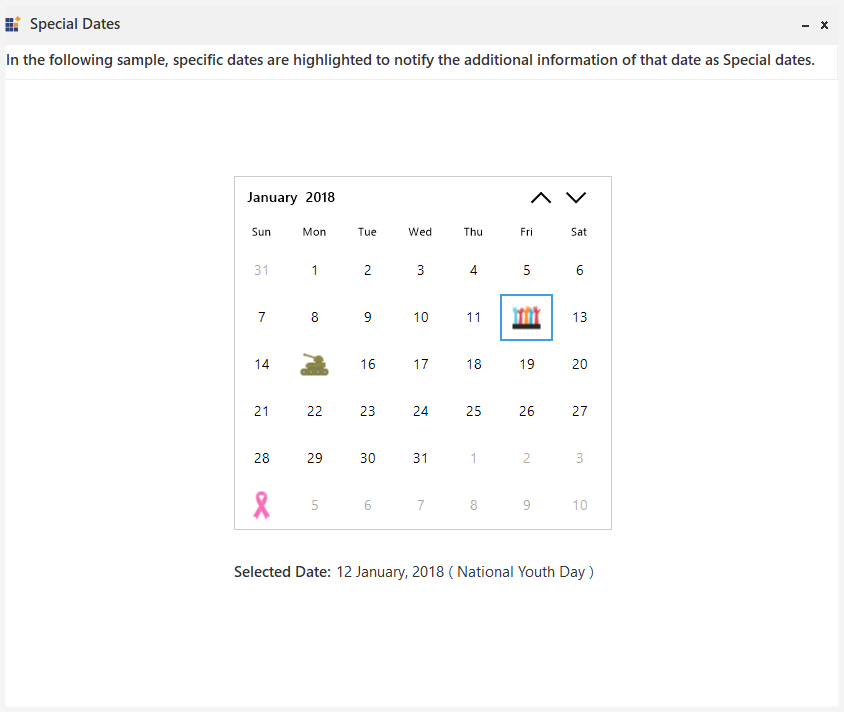 Special Dates
In the following sample, specific dates are highlighted to notify the additional information of that date as Special dates.
January 2018
Sun Mon Tue Wed Thu Fri Sat
31 1 2 3 4 5 6
7 8 9 10 11 13
14 16 17 18 19 20
21 22 23 24 25 26 27
28 29 30 31 1 2 3
5 6 7 8 9 10
Selected Date: 12 January, 2018 ( National Youth Day )